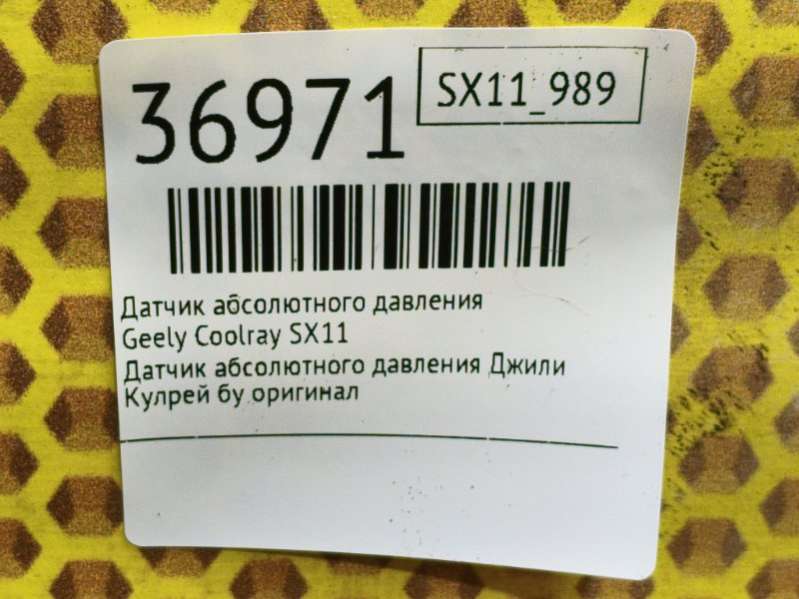 36971
SX11_989
Датчик абсолютного давления
Geely Coolray SX11
Датчик абсолютного давления Джили
Кулрей бу оригинал